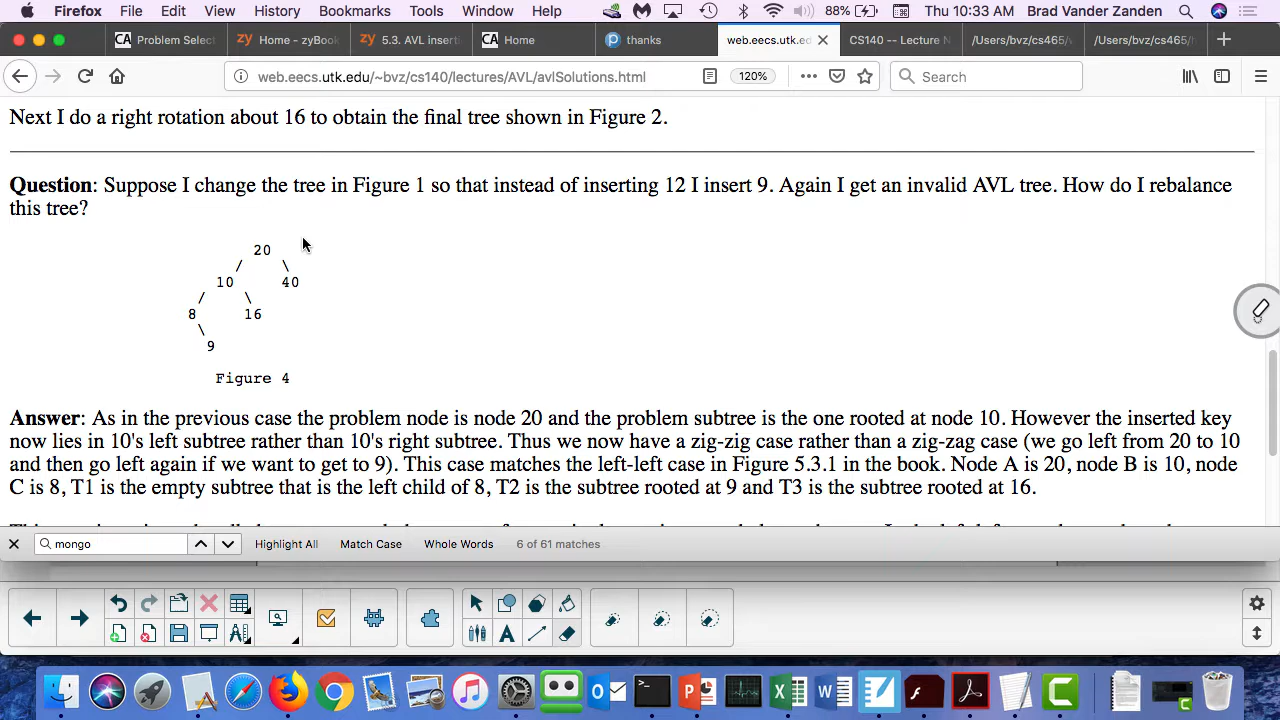 Firefox File Edit View History Bookmarks Tools Window Help 88% Thu 10:33 AM Brad Vander Zanden
CA Problem Selec zy Home - zyBook zy 5.3. AVL insert CA Home P thanks web.eecs.utk.ed CS140 -- Lecture N /Users/bvz/cs465/ /Users/bvz/cs465/h
web.eecs.utk.edu/~bvz/cs140/lectures/AVL/avlSolutions.html 120% Search
Next I do a right rotation about 16 to obtain the final tree shown in Figure 2.
Question: Suppose I change the tree in Figure 1 so that instead of inserting 12 I insert 9. Again I get an invalid AVL tree. How do I rebalance
this tree?
20
/ \
10 40
/ \
8 16
\
9
Figure 4
Answer: As in the previous case the problem node is node 20 and the problem subtree is the one rooted at node 10. However the inserted key
now lies in 10's left subtree rather than 10's right subtree. Thus we now have a zig-zig case rather than a zig-zag case (we go left from 20 to 10
and then go left again if we want to get to 9). This case matches the left-left case in Figure 5.3.1 in the book. Node A is 20, node B is 10, node
C is 8, T1 is the empty subtree that is the left child of 8, T2 is the subtree rooted at 9 and T3 is the subtree rooted at 16.
mongo Highlight All Match Case Whole Words 6 of 61 matches